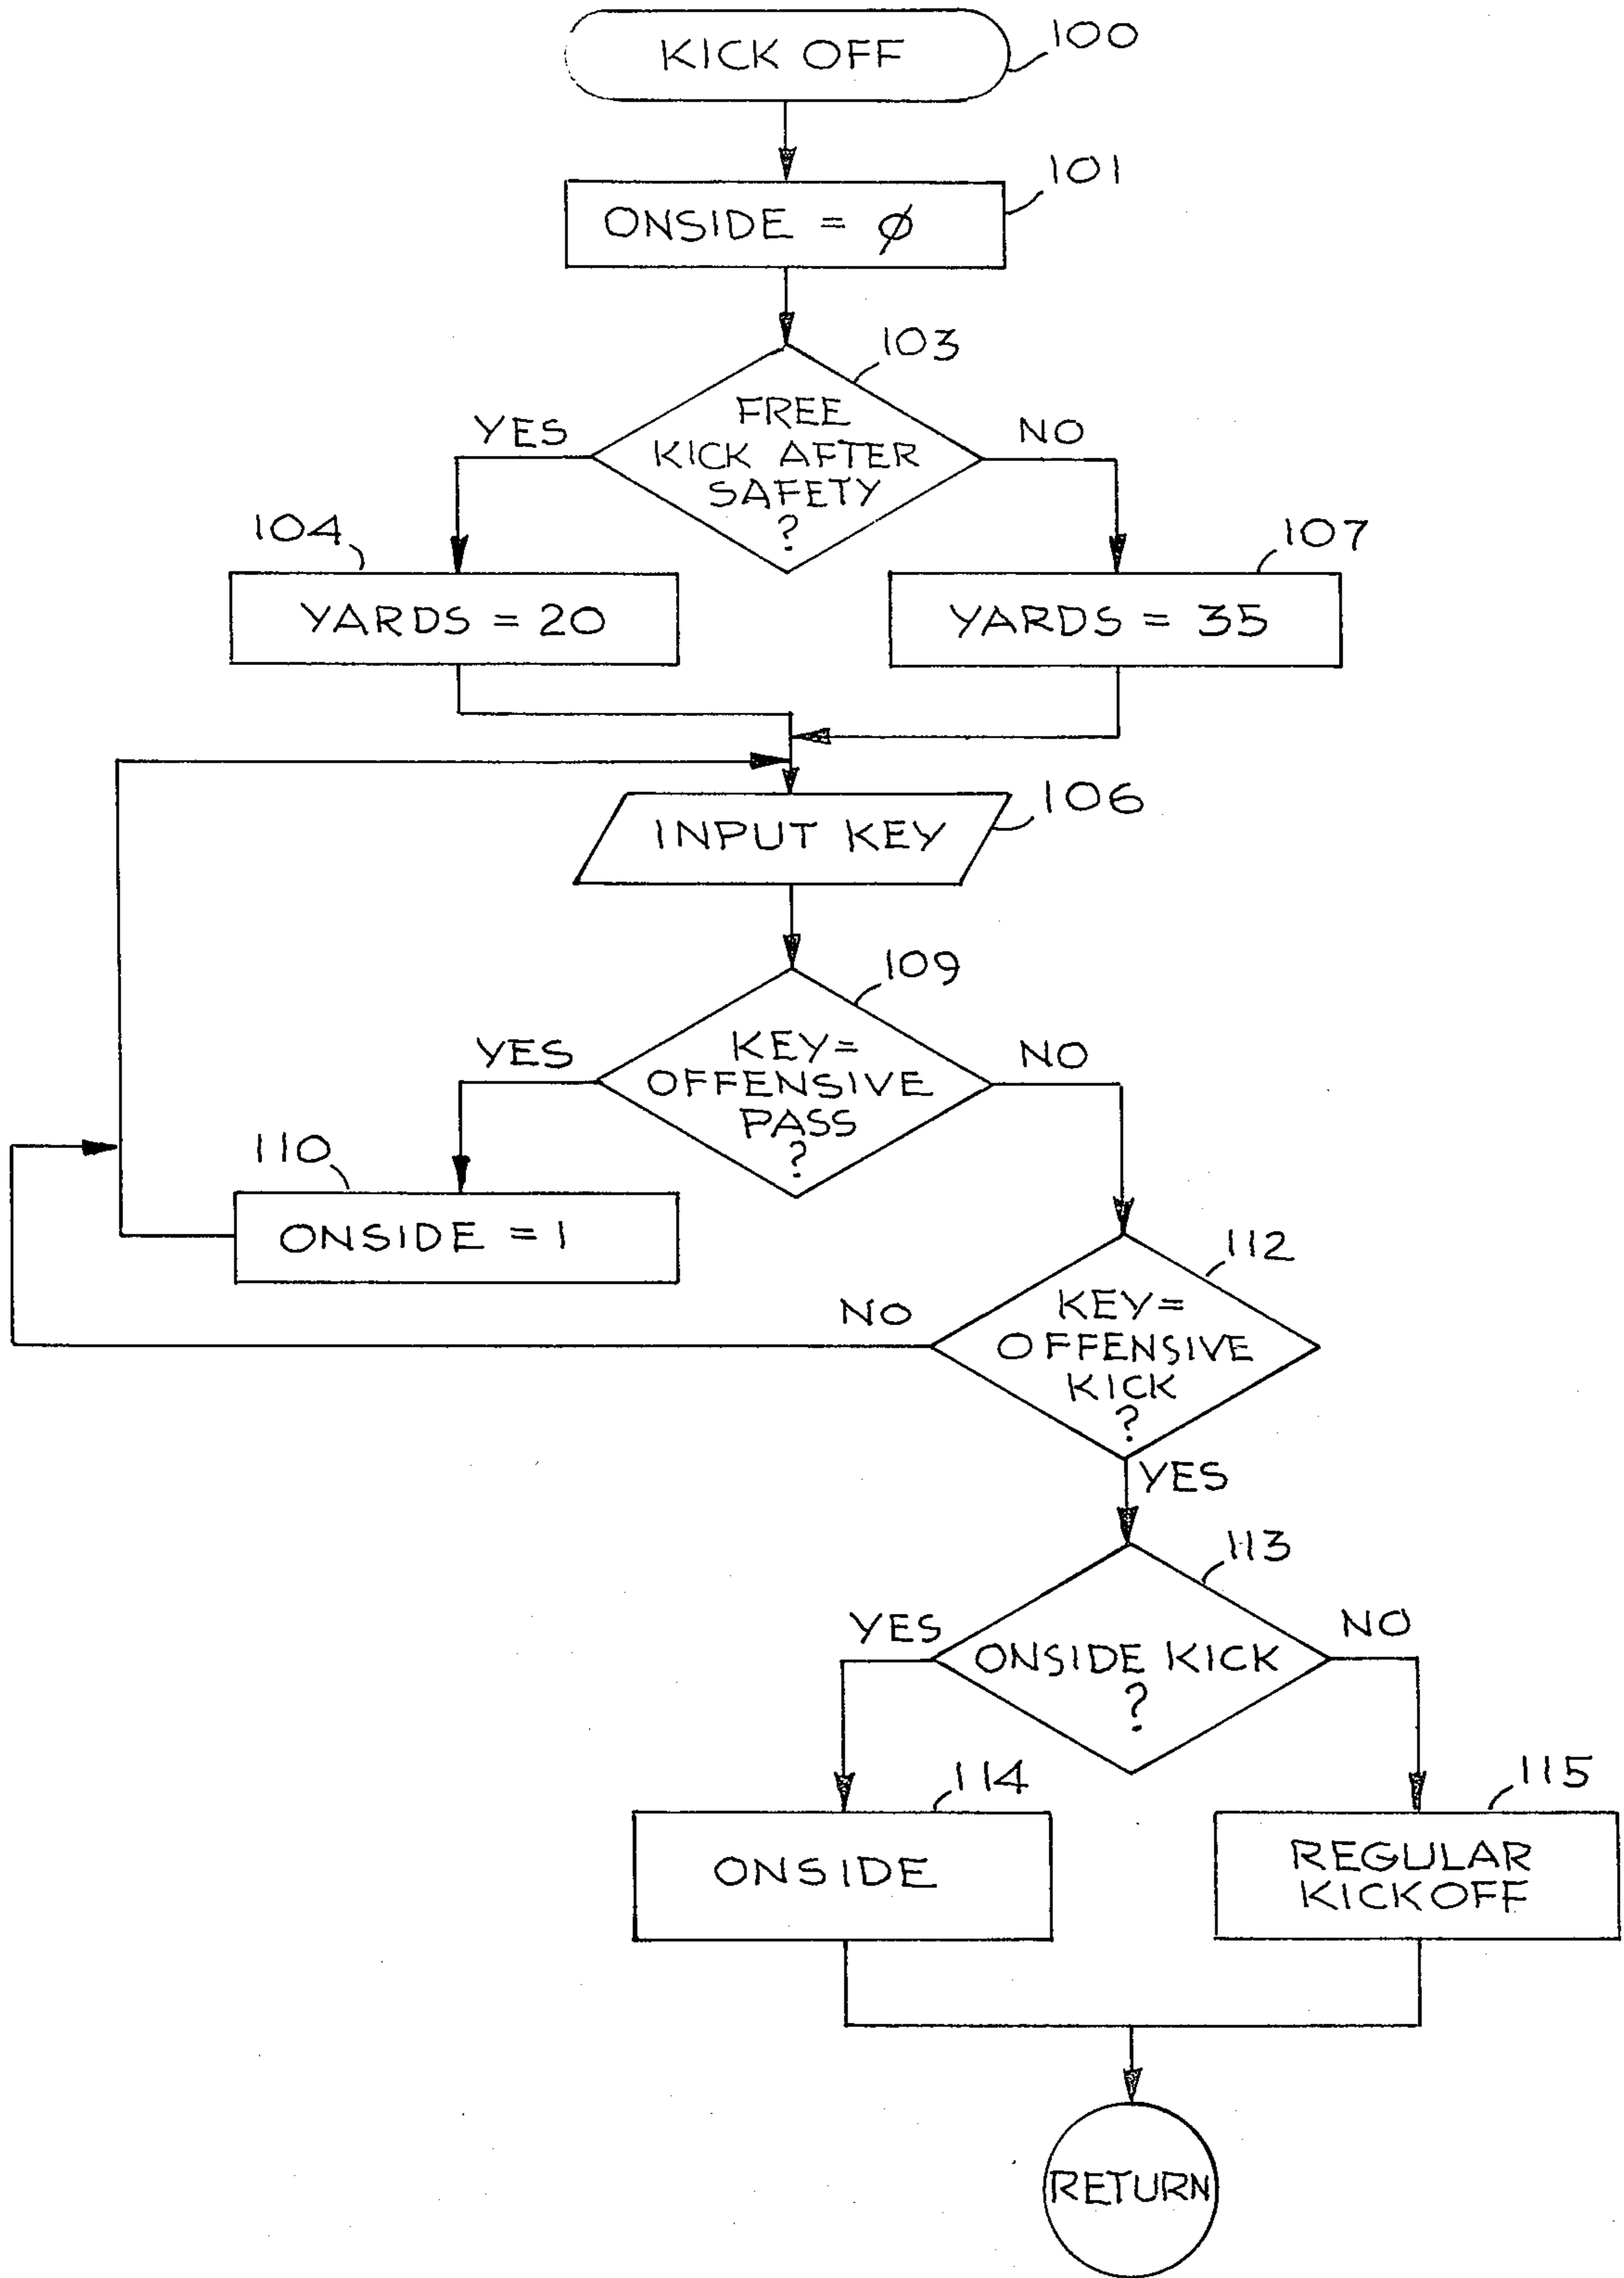 KICK OFF
100
ONSIDE = ∅
101
103
FREE
KICK AFTER
SAFETY
?
YES
NO
104
107
YARDS = 20
YARDS = 35
INPUT KEY
106
109
KEY=
OFFENSIVE
PASS
?
YES
NO
110
ONSIDE = 1
112
KEY=
OFFENSIVE
KICK
?
NO
YES
113
ONSIDE KICK
?
YES
NO
114
115
ONSIDE
REGULAR
KICKOFF
RETURN